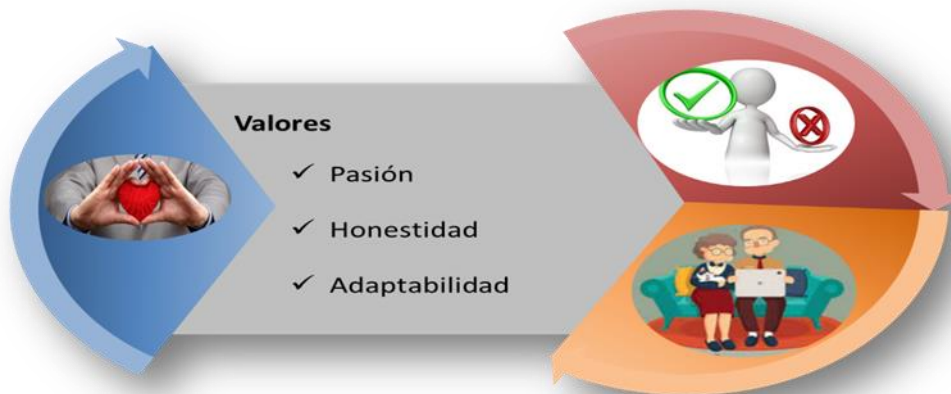 Valores
✓ Pasión
✓ Honestidad
✓ Adaptabilidad